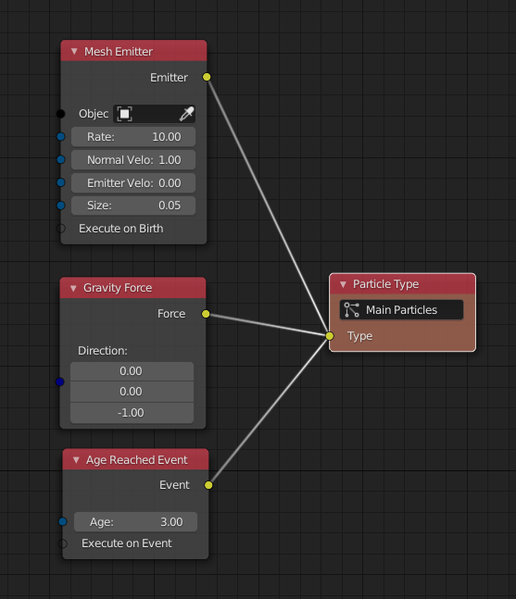 Mesh Emitter
Emitter
Objec
Rate: 10.00
Normal Velo: 1.00
Emitter Velo: 0.00
Size: 0.05
Execute on Birth
Gravity Force
Force
Direction:
0.00
0.00
-1.00
Age Reached Event
Event
Age: 3.00
Execute on Event
Particle Type
Main Particles
Type